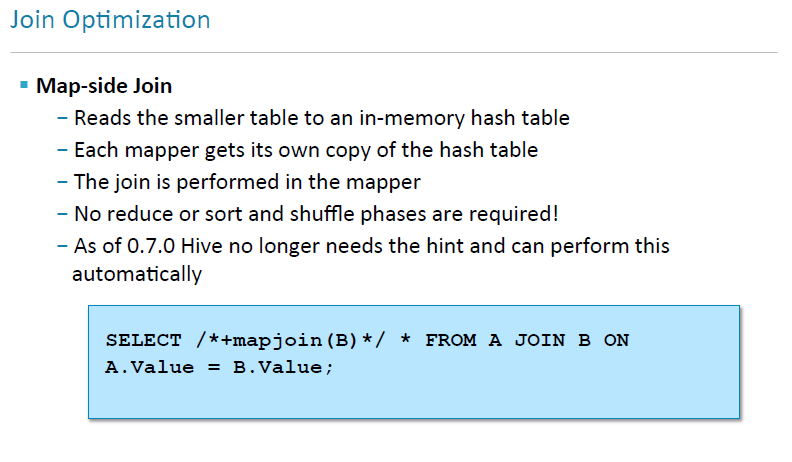 Join Optimization
▪ Map-side Join
– Reads the smaller table to an in-memory hash table
– Each mapper gets its own copy of the hash table
– The join is performed in the mapper
– No reduce or sort and shuffle phases are required!
– As of 0.7.0 Hive no longer needs the hint and can perform this
automatically
SELECT /*+mapjoin(B)*/ * FROM A JOIN B ON
A.Value = B.Value;